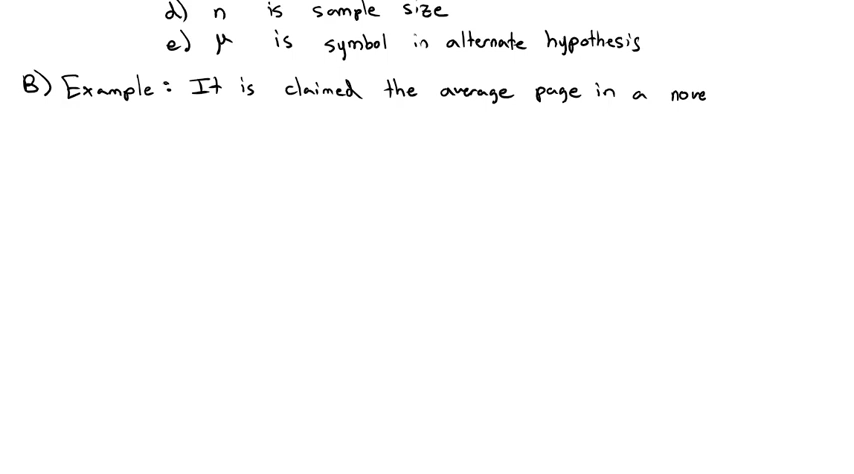 d) n is sample size
e) μ is symbol in alternate hypothesis
B) Example: It is claimed the average page in a nove